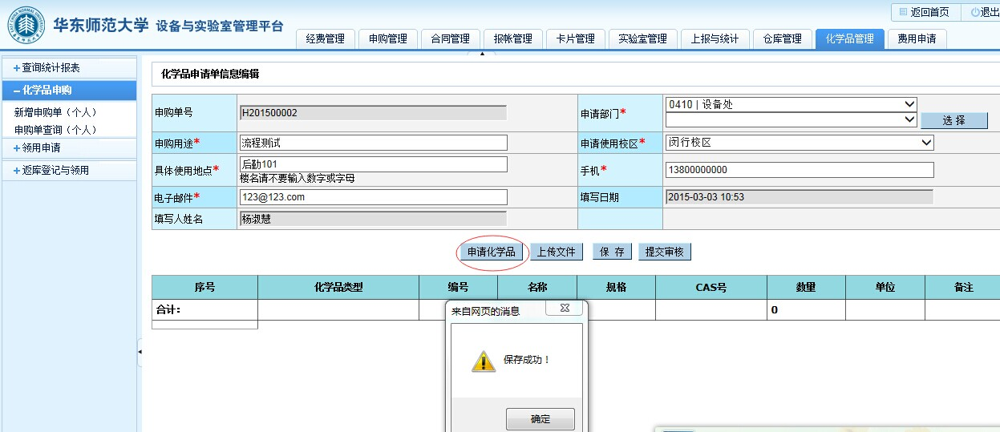 返回首页 退出
华东师范大学 设备与实验室管理平台
经费管理 申购管理 合同管理 报帐管理 卡片管理 实验室管理 上报与统计 仓库管理 化学品管理 费用申请
+查询统计报表
−化学品申购
新增申购单（个人）
申购单查询（个人）
+领用申请
+返库登记与领用
化学品申请单信息编辑
申购单号 H201500002 申请部门* 0410 | 设备处
选 择
申购用途* 流程测试 申请使用校区* 闵行校区
具体使用地点* 后勤101 手机* 13800000000
楼名请不要输入数字或字母
电子邮件* 123@123.com 填写日期 2015-03-03 10:53
填写人姓名 杨淑慧
申请化学品 上传文件 保 存 提交审核
序号 化学品类型 编号 名称 规格 CAS号 数量 单位 备注
合计: 0
来自网页的消息
保存成功！
确定